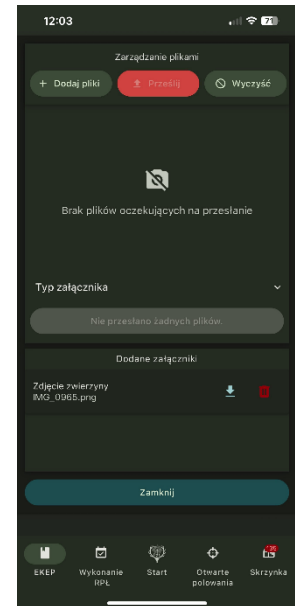 12:03
71
Zarządzanie plikami
+ Dodaj pliki
Prześlij
Wyczyść
Brak plików oczekujących na przesłanie
Typ załącznika
Nie przesłano żadnych plików.
Dodane załączniki
Zdjęcie zwierzyny
IMG_0965.png
Zamknij
EKEP
Wykonanie RPŁ
Start
Otwarte polowania
Skrzynka